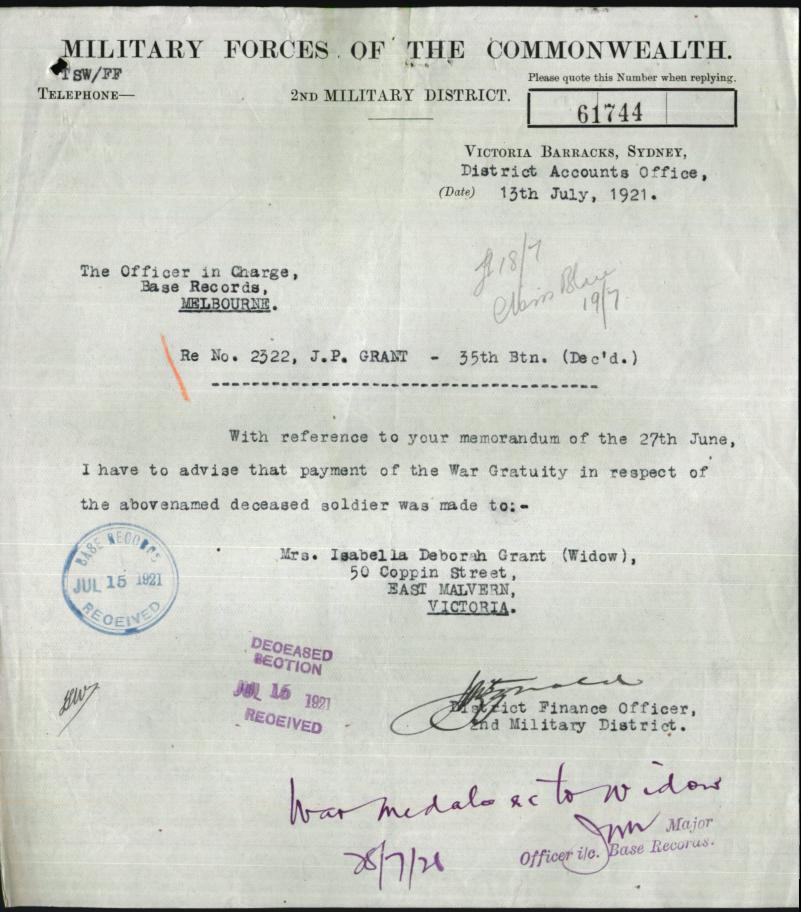 MILITARY FORCES OF THE COMMONWEALTH.
TSW/FF
Please quote this Number when replying.
TELEPHONE—
2ND MILITARY DISTRICT.
61744
VICTORIA BARRACKS, SYDNEY,
District Accounts Office,
(Date) 13th July, 1921.
18/7
19/7
The Officer in Charge,
Base Records,
MELBOURNE.
Re No. 2322, J.P. GRANT - 35th Btn. (Dec'd.)
With reference to your memorandum of the 27th June,
I have to advise that payment of the War Gratuity in respect of
the abovenamed deceased soldier was made to:-
Mrs. Isabella Deborah Grant (Widow),
50 Coppin Street,
EAST MALVERN,
VICTORIA.
BASE RECORDS
JUL 15 1921
RECEIVED
DECEASED
SECTION
JUL 15 1921
RECEIVED
District Finance Officer,
2nd Military District.
War medals &c to widow
Major
Officer i/c. Base Records.
28/7/21